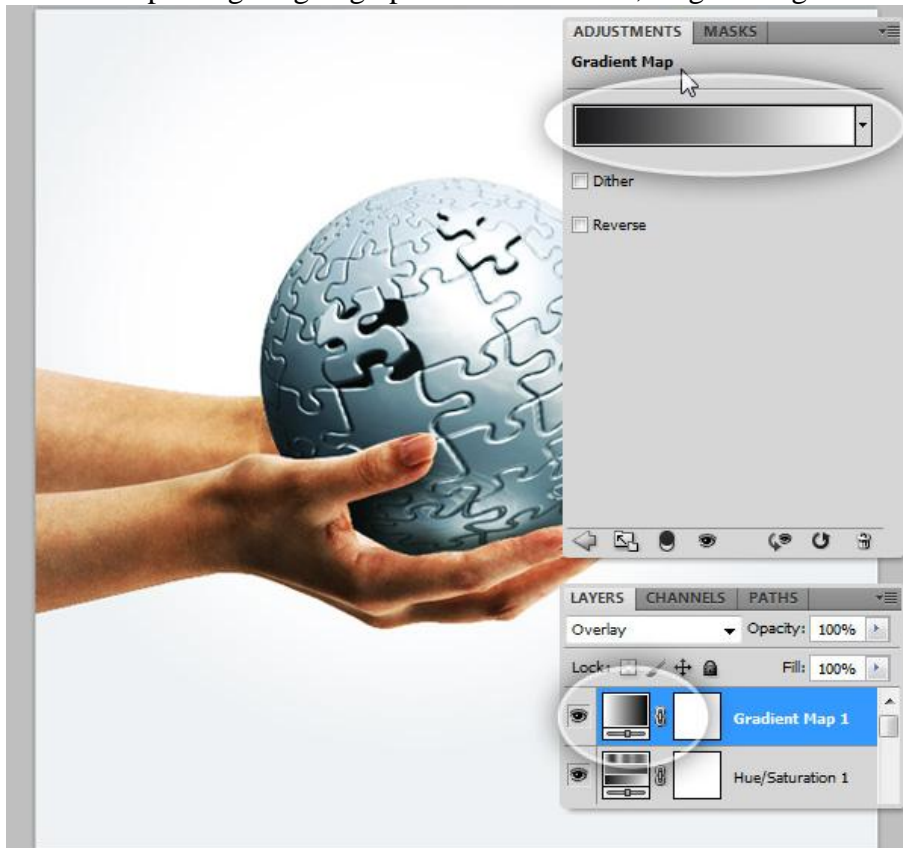 ADJUSTMENTS MASKS
Gradient Map
Dither
Reverse
LAYERS CHANNELS PATHS
Overlay Opacity: 100%
Lock: Fill: 100%
Gradient Map 1
Hue/Saturation 1